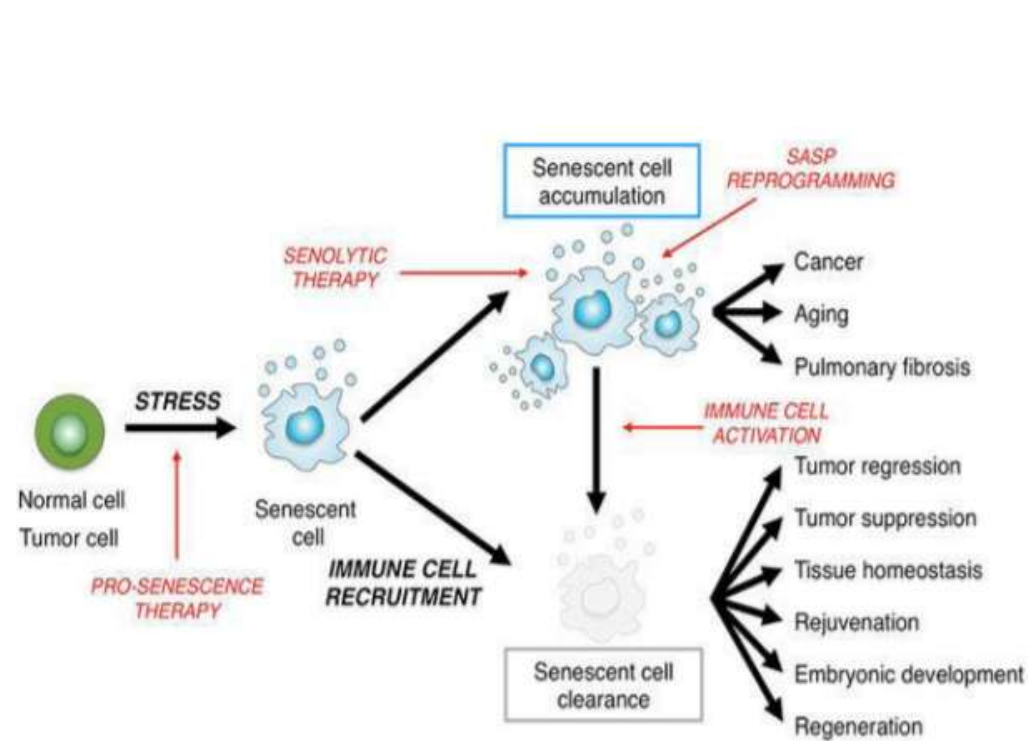 Senescent cell
accumulation
SASP
REPROGRAMMING
SENOLYTIC
THERAPY
Cancer
Aging
Pulmonary fibrosis
STRESS
IMMUNE CELL
ACTIVATION
Normal cell
Tumor cell
Senescent
cell
PRO-SENESCENCE
THERAPY
IMMUNE CELL
RECRUITMENT
Tumor regression
Tumor suppression
Tissue homeostasis
Rejuvenation
Embryonic development
Regeneration
Senescent cell
clearance